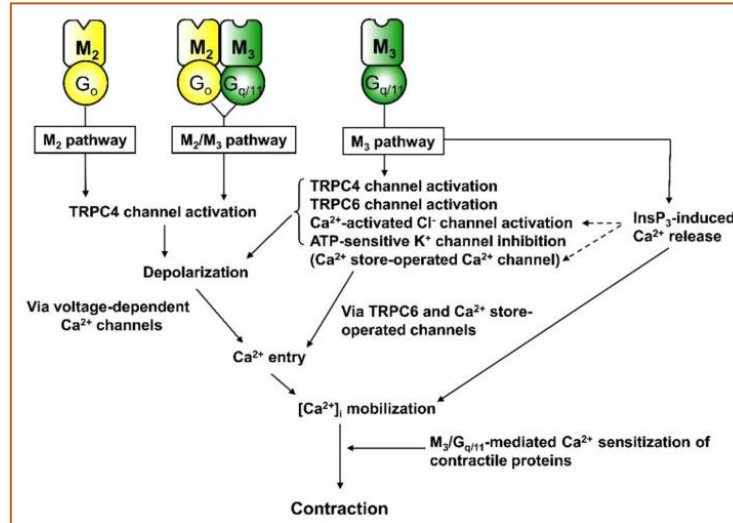 M₂
M₂ M₃
M₃
Gₒ
Gₒ G_q/11
G_q/11
M₂ pathway
M₂/M₃ pathway
M₃ pathway
TRPC4 channel activation
TRPC4 channel activation
TRPC6 channel activation
Ca²⁺-activated Cl⁻ channel activation
ATP-sensitive K⁺ channel inhibition
(Ca²⁺ store-operated Ca²⁺ channel)
InsP₃-induced
Ca²⁺ release
Depolarization
Via voltage-dependent
Ca²⁺ channels
Via TRPC6 and Ca²⁺ store-
operated channels
Ca²⁺ entry
[Ca²⁺]ᵢ mobilization
M₃/G_q/11-mediated Ca²⁺ sensitization of
contractile proteins
Contraction